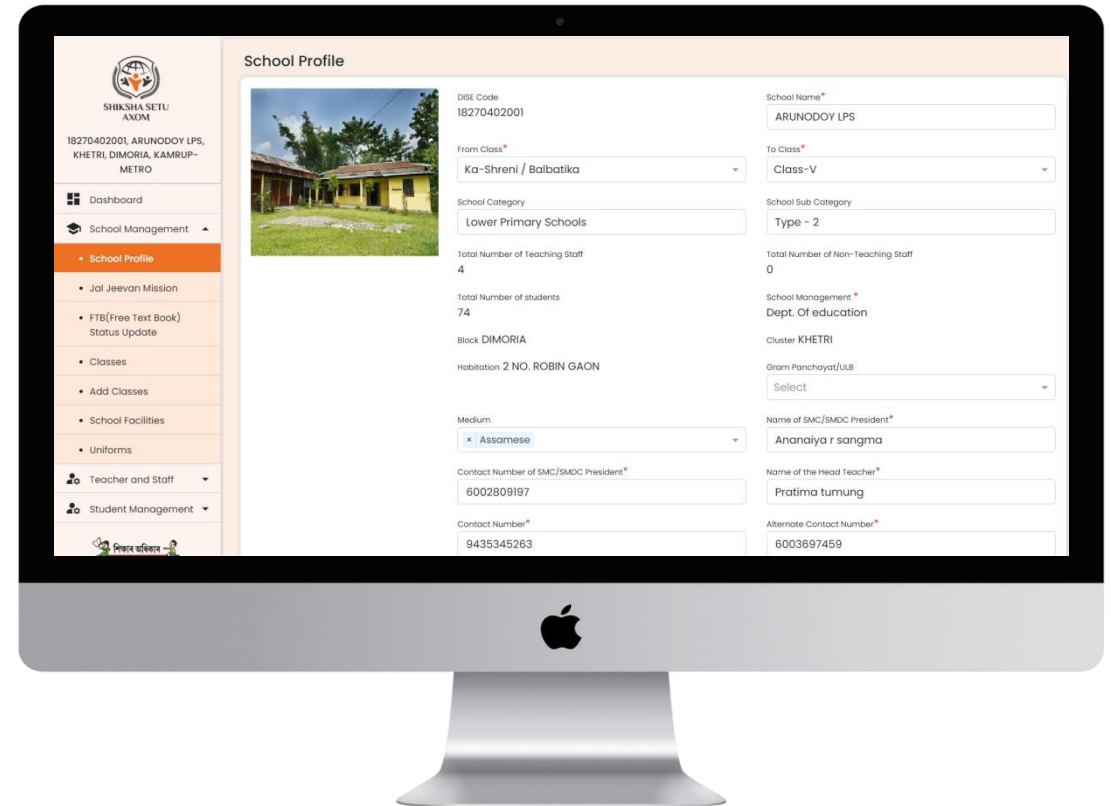 SHIKSHA SETU
AXOM
18270402001, ARUNODOY LPS,
KHETRI, DIMORIA, KAMRUP-
METRO
Dashboard
School Management
School Profile
Jal Jeevan Mission
FTB(Free Text Book)
Status Update
Classes
Add Classes
School Facilities
Uniforms
Teacher and Staff
Student Management
শিক্ষাৰ অধিকাৰ
School Profile
DISE Code
18270402001
School Name*
ARUNODOY LPS
From Class*
Ka-Shreni / Balbatika
To Class*
Class-V
School Category
Lower Primary Schools
School Sub Category
Type - 2
Total Number of Teaching Staff
4
Total Number of Non-Teaching Staff
0
Total Number of students
74
School Management *
Dept. Of education
Block DIMORIA
Cluster KHETRI
Habitation 2 NO. ROBIN GAON
Gram Panchayat/ULB
Select
Medium
× Assamese
Name of SMC/SMDC President*
Ananaiya r sangma
Contact Number of SMC/SMDC President*
6002809197
Name of the Head Teacher*
Pratima tumung
Contact Number*
9435345263
Alternate Contact Number*
6003697459